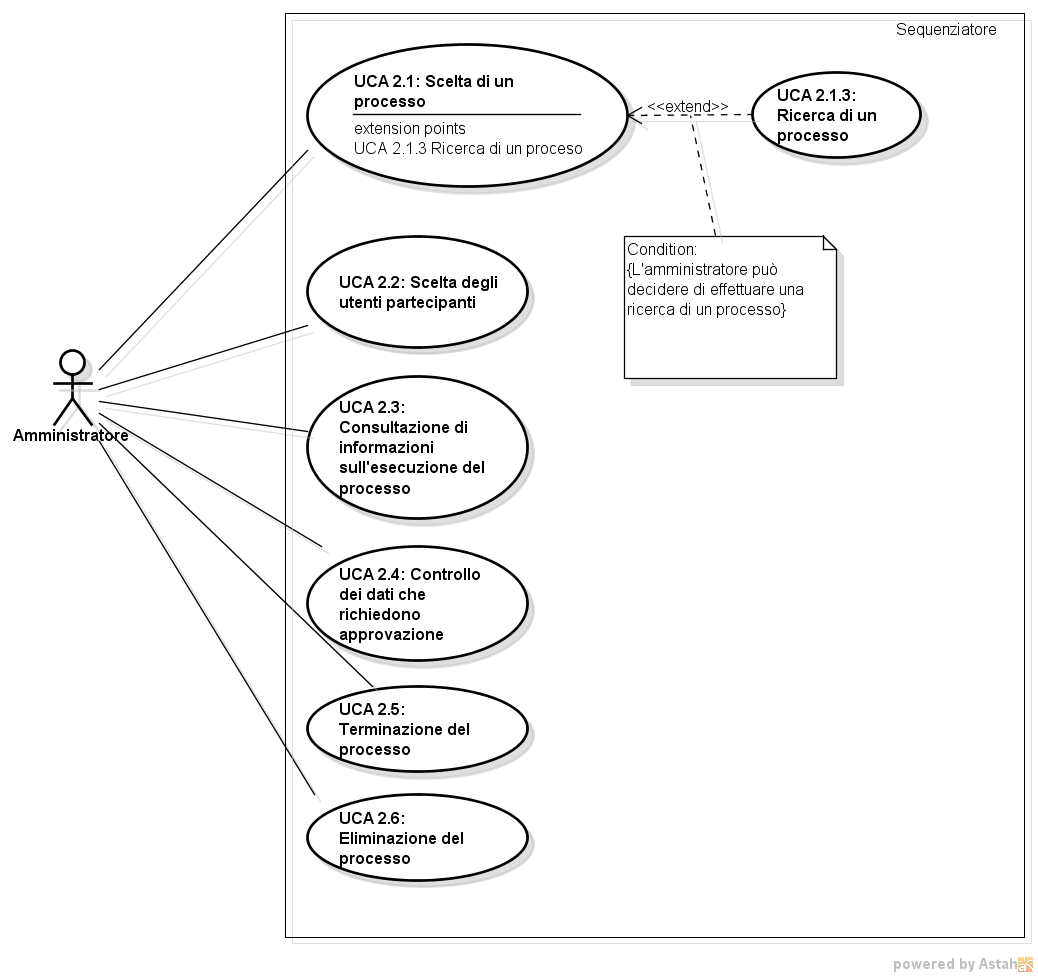 Sequenziatore
UCA 2.1: Scelta di un
processo
extension points
UCA 2.1.3 Ricerca di un proceso
<<extend>>
UCA 2.1.3:
Ricerca di un
processo
Condition:
{L'amministratore può
decidere di effettuare una
ricerca di un processo}
UCA 2.2: Scelta degli
utenti partecipanti
Amministratore
UCA 2.3:
Consultazione di
informazioni
sull'esecuzione del
processo
UCA 2.4: Controllo
dei dati che
richiedono
approvazione
UCA 2.5:
Terminazione del
processo
UCA 2.6:
Eliminazione del
processo
powered by Astah